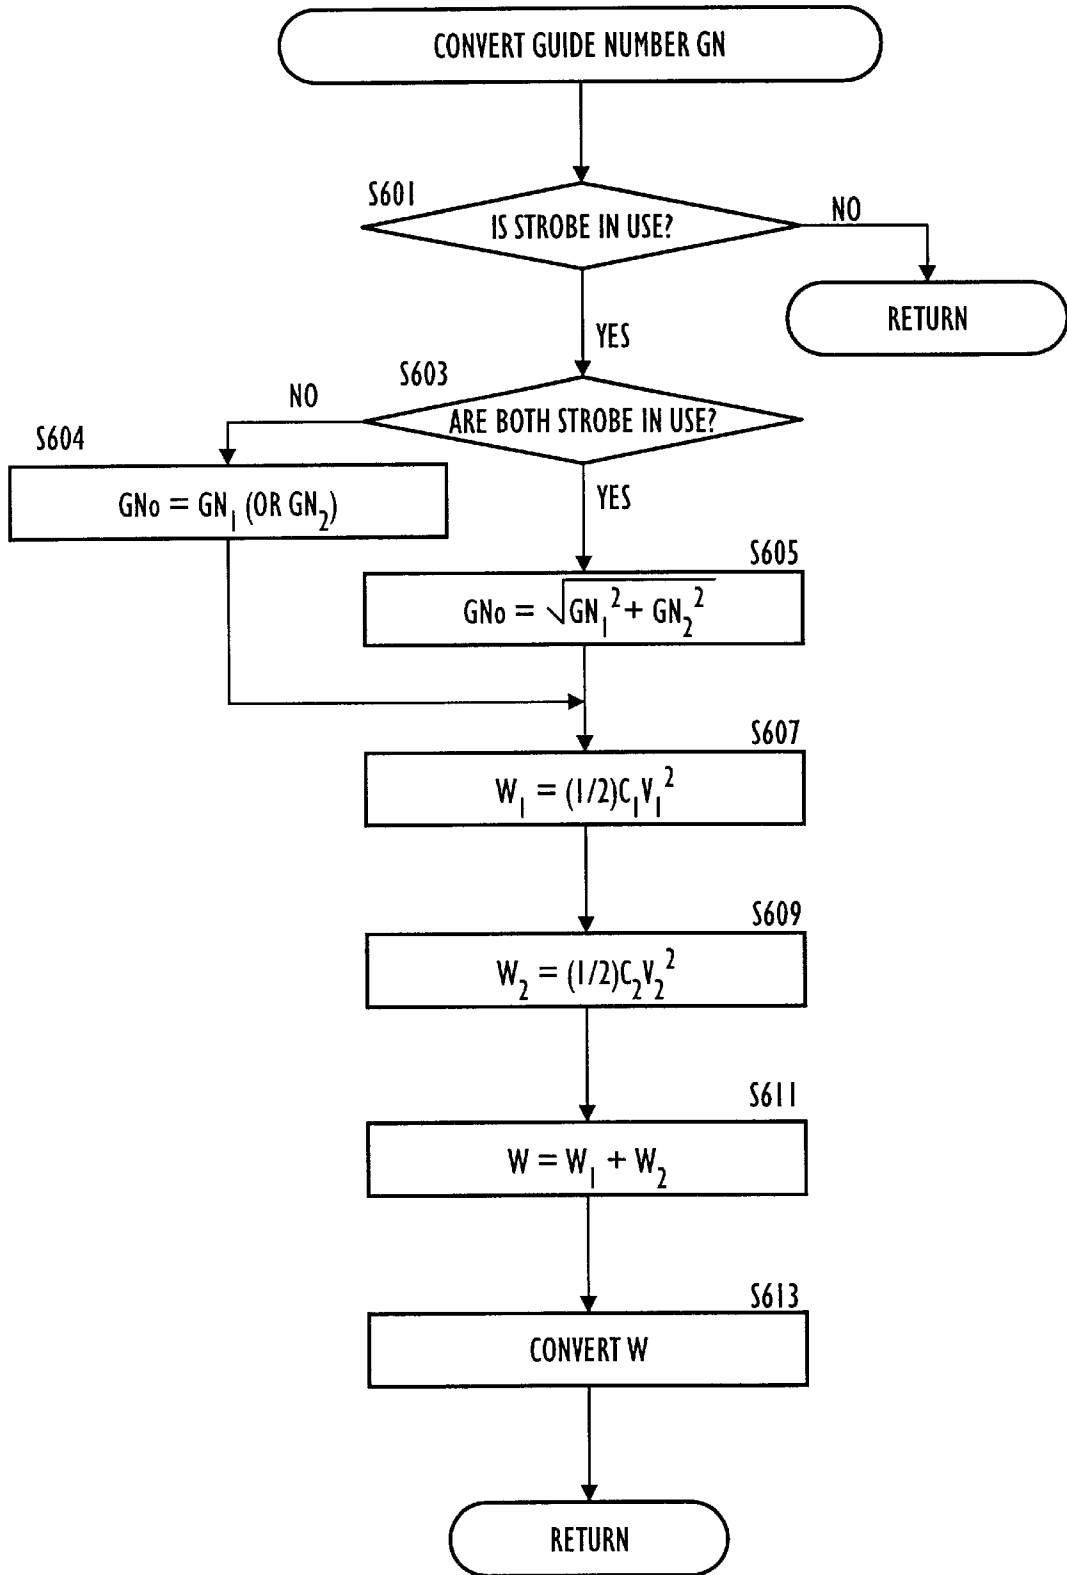 CONVERT GUIDE NUMBER GN
S601
IS STROBE IN USE?
NO
RETURN
YES
S603
NO
ARE BOTH STROBE IN USE?
S604
GNo = GN₁ (OR GN₂)
YES
S605
GNo = √(GN₁² + GN₂²)
S607
W₁ = (1/2)C₁V₁²
S609
W₂ = (1/2)C₂V₂²
S611
W = W₁ + W₂
S613
CONVERT W
RETURN